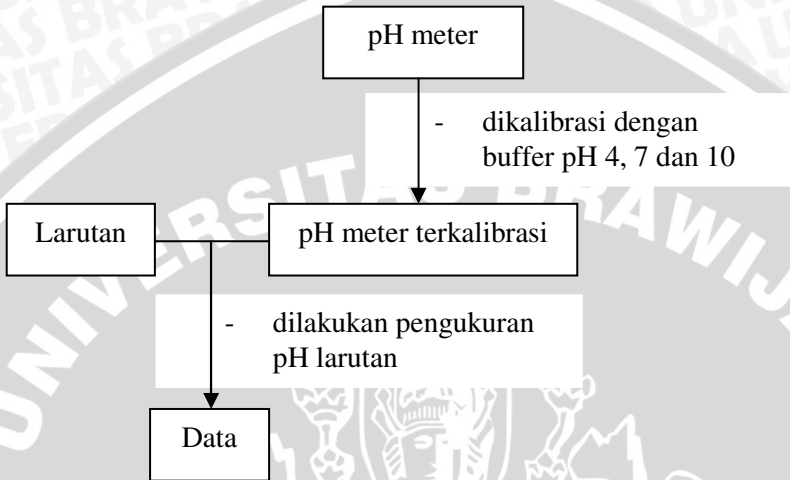 pH meter
- dikalibrasi dengan
buffer pH 4, 7 dan 10
Larutan
pH meter terkalibrasi
- dilakukan pengukuran
pH larutan
Data